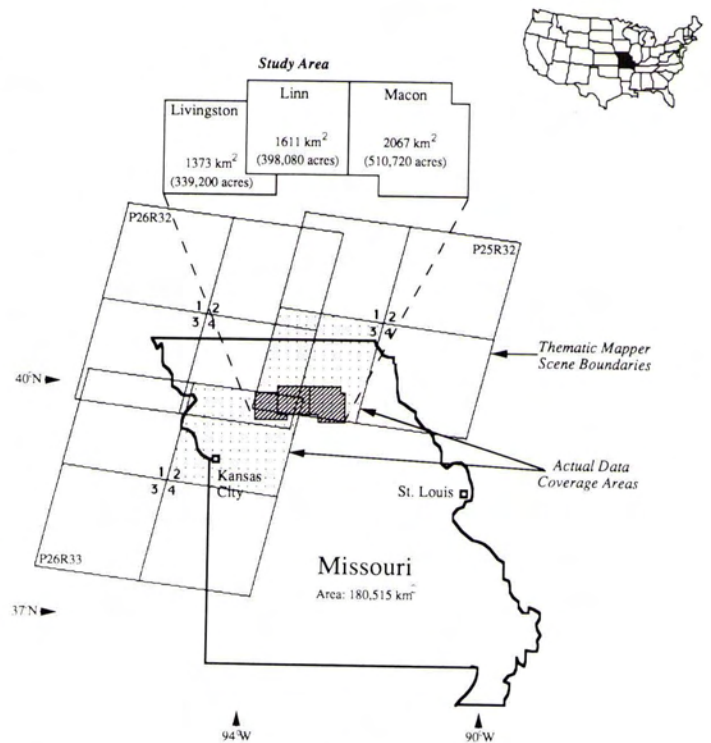 Study Area
Livingston
1373 km²
(339,200 acres)
Linn
1611 km²
(398,080 acres)
Macon
2067 km²
(510,720 acres)
P26R32
P25R32
1 2
3 4
1 2
3 4
Thematic Mapper
Scene Boundaries
40°N
Actual Data
Coverage Areas
1 2
3 4
Kansas
City
St. Louis
P26R33
Missouri
Area: 180,515 km²
37°N
94°W
90°W